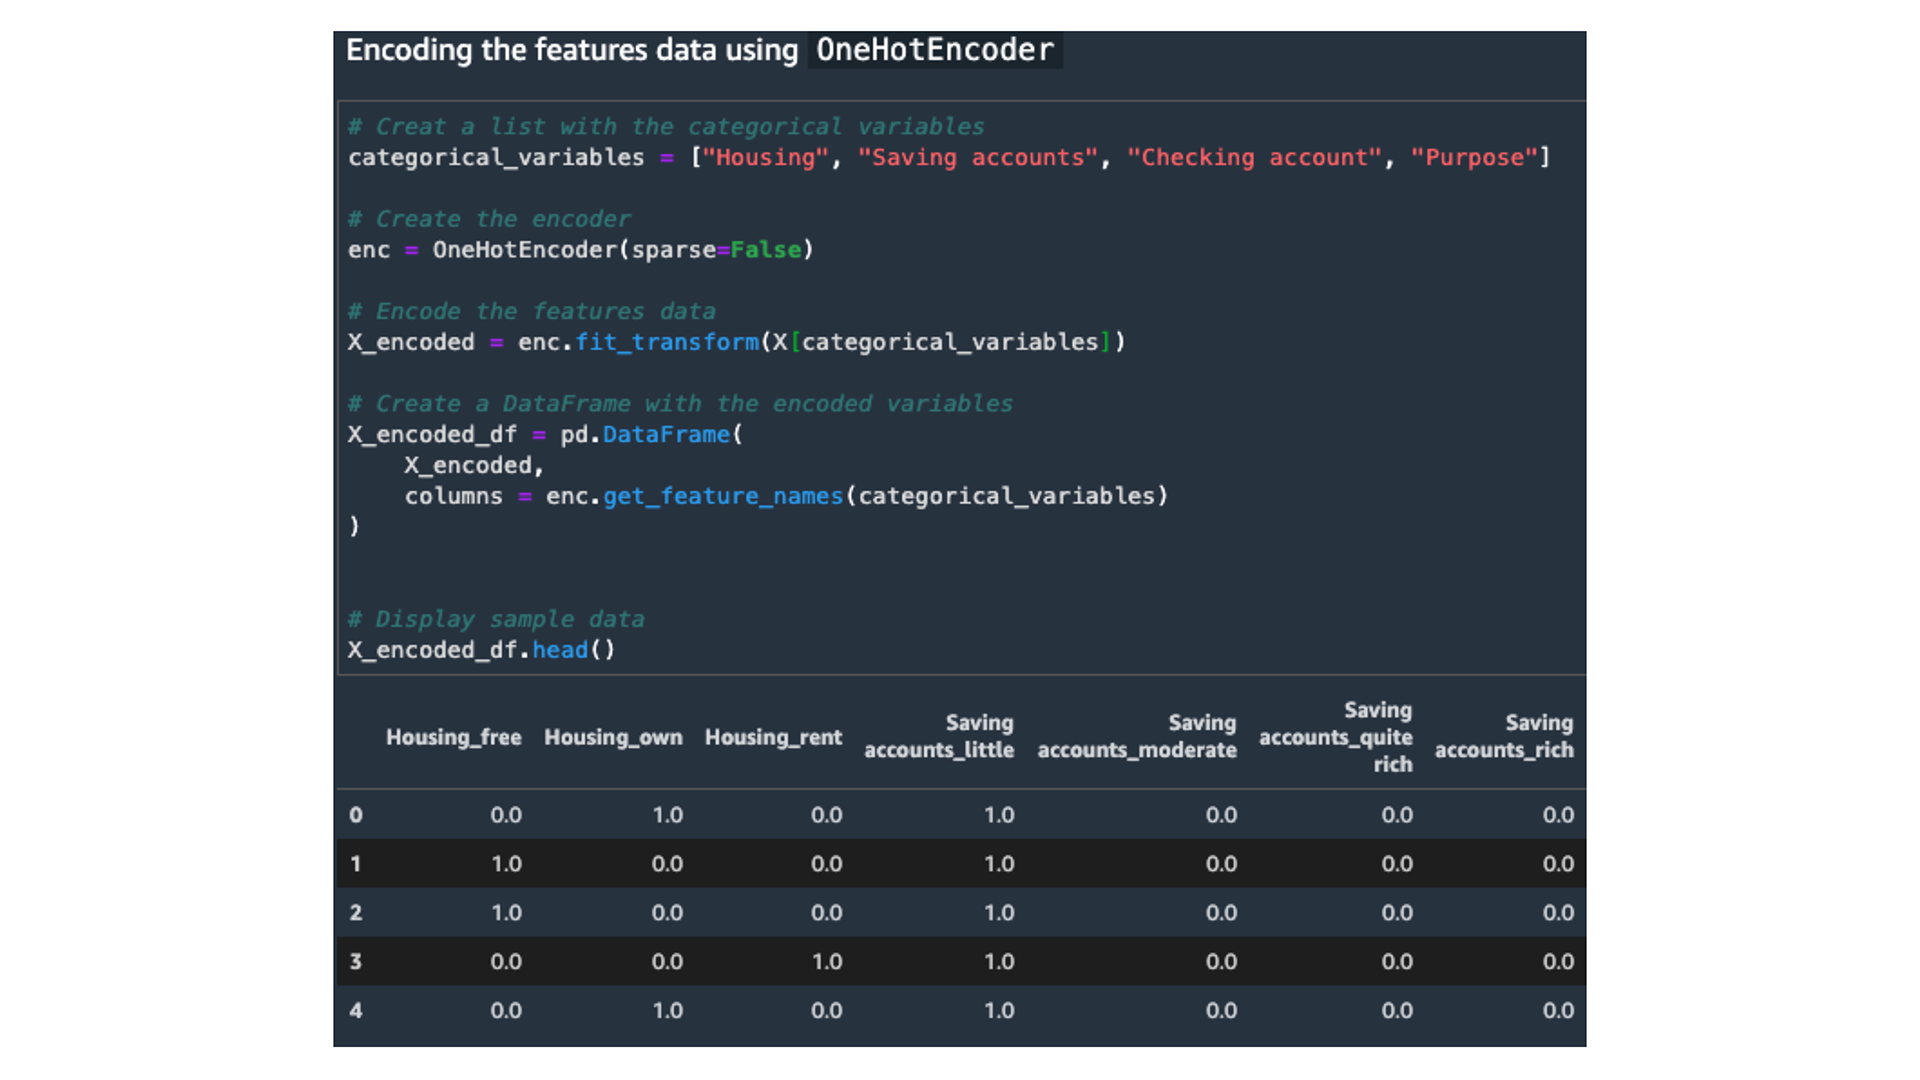 Encoding the features data using OneHotEncoder
# Creat a list with the categorical variables
categorical_variables = ["Housing", "Saving accounts", "Checking account", "Purpose"]
# Create the encoder
enc = OneHotEncoder(sparse=False)
# Encode the features data
X_encoded = enc.fit_transform(X[categorical_variables])
# Create a DataFrame with the encoded variables
X_encoded_df = pd.DataFrame(
    X_encoded,
    columns = enc.get_feature_names(categorical_variables)
)
# Display sample data
X_encoded_df.head()
Housing_free Housing_own Housing_rent Saving accounts_little Saving accounts_moderate Saving accounts_quite rich Saving accounts_rich
0 0.0 1.0 0.0 1.0 0.0 0.0 0.0
1 1.0 0.0 0.0 1.0 0.0 0.0 0.0
2 1.0 0.0 0.0 1.0 0.0 0.0 0.0
3 0.0 0.0 1.0 1.0 0.0 0.0 0.0
4 0.0 1.0 0.0 1.0 0.0 0.0 0.0